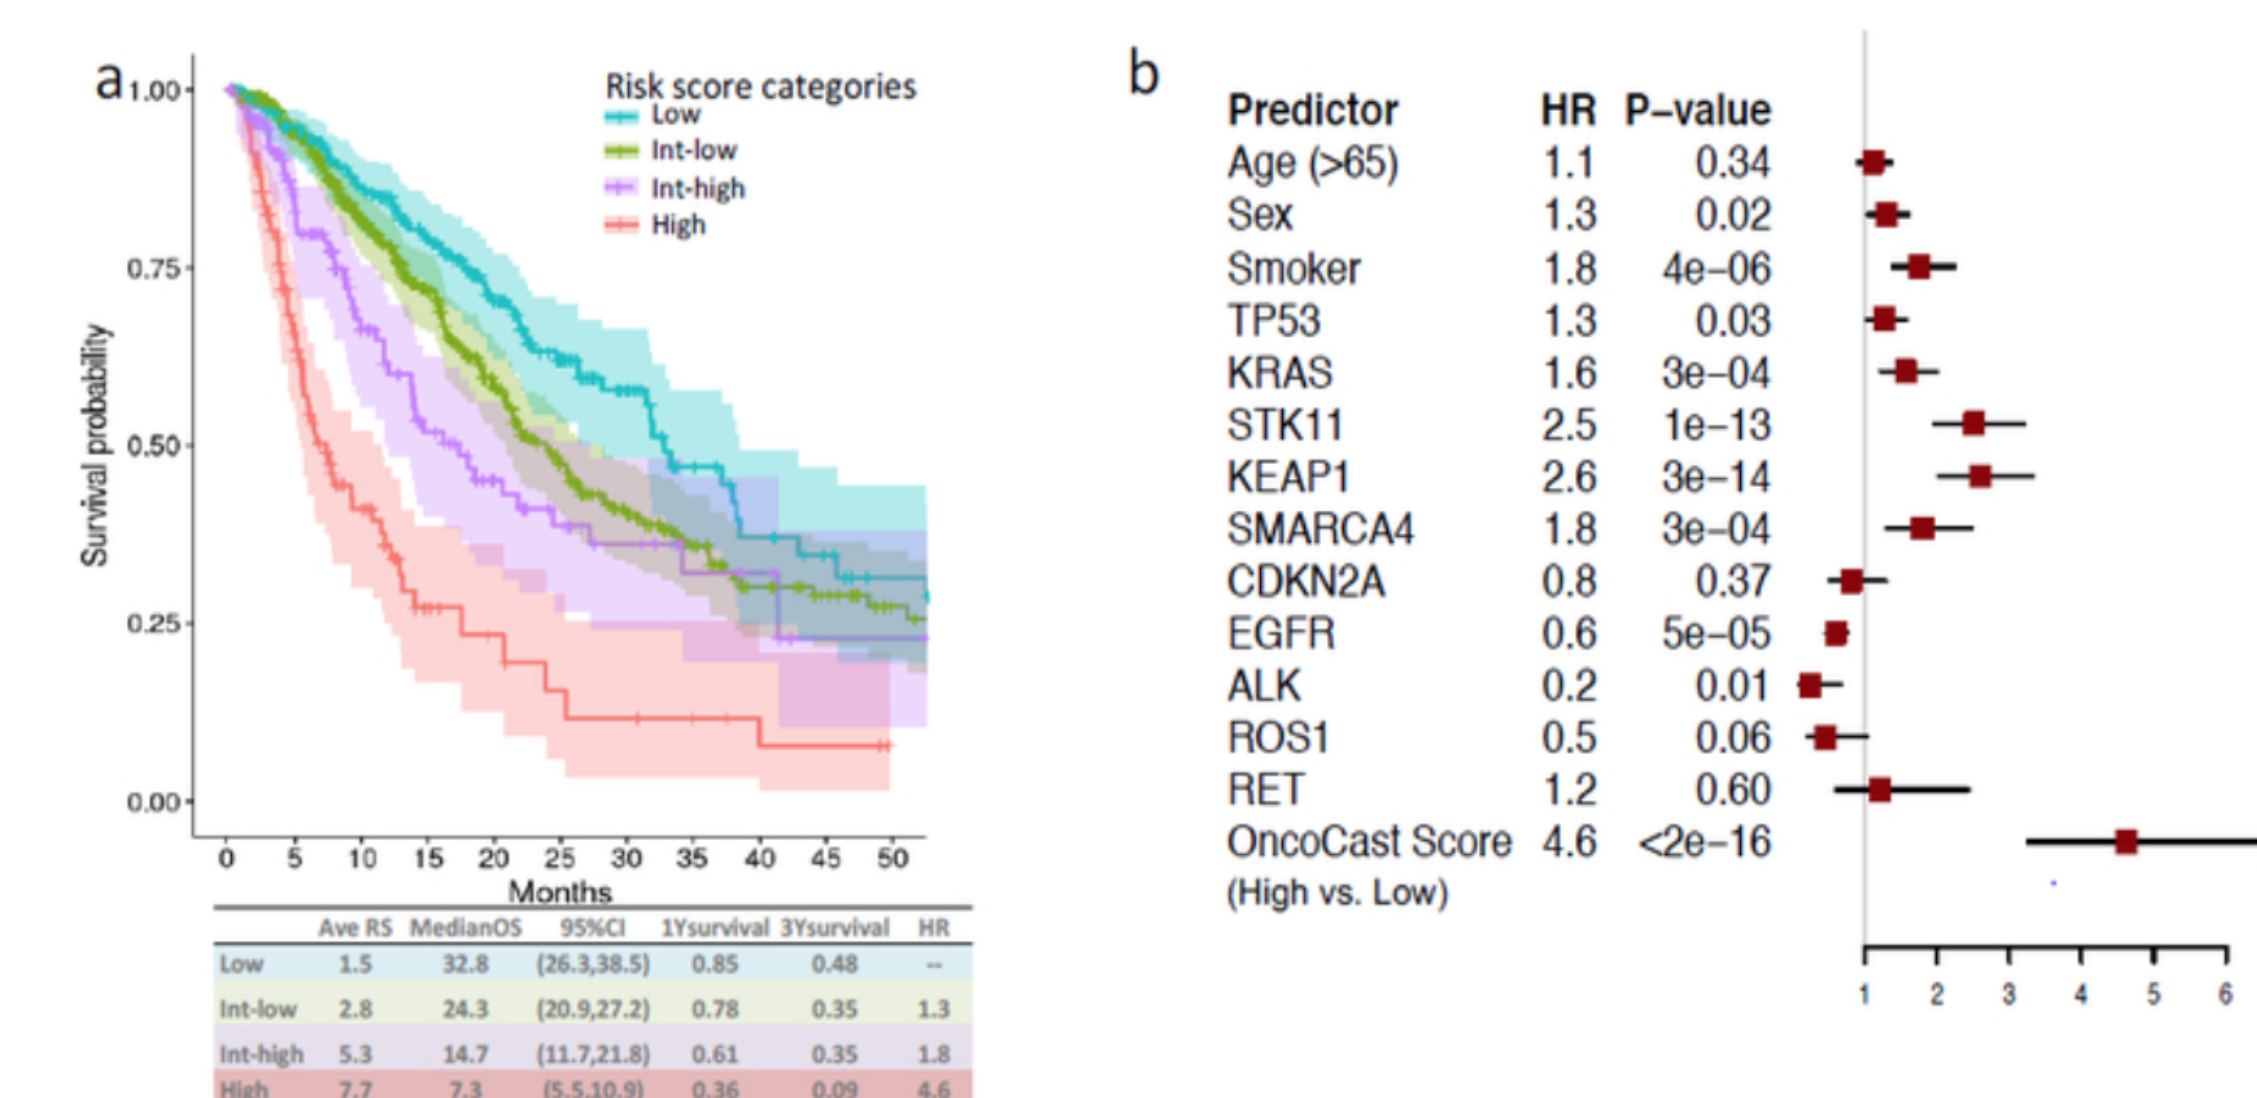 a
Risk score categories
Low
Int-low
Int-high
High
1.00
0.75
0.50
0.25
0.00
Survival probability
0 5 10 15 20 25 30 35 40 45 50
Months
Ave RS MedianOS 95%CI 1Ysurvival 3Ysurvival HR
Low 1.5 32.8 (26.3,38.5) 0.85 0.48 --
Int-low 2.8 24.3 (20.9,27.2) 0.78 0.35 1.3
Int-high 5.3 14.7 (11.7,21.8) 0.61 0.35 1.8
High 7.7 7.3 (5.5,10.9) 0.36 0.09 4.6
b
Predictor HR P–value
Age (>65) 1.1 0.34
Sex 1.3 0.02
Smoker 1.8 4e–06
TP53 1.3 0.03
KRAS 1.6 3e–04
STK11 2.5 1e–13
KEAP1 2.6 3e–14
SMARCA4 1.8 3e–04
CDKN2A 0.8 0.37
EGFR 0.6 5e–05
ALK 0.2 0.01
ROS1 0.5 0.06
RET 1.2 0.60
OncoCast Score 4.6 <2e–16
(High vs. Low)
1 2 3 4 5 6